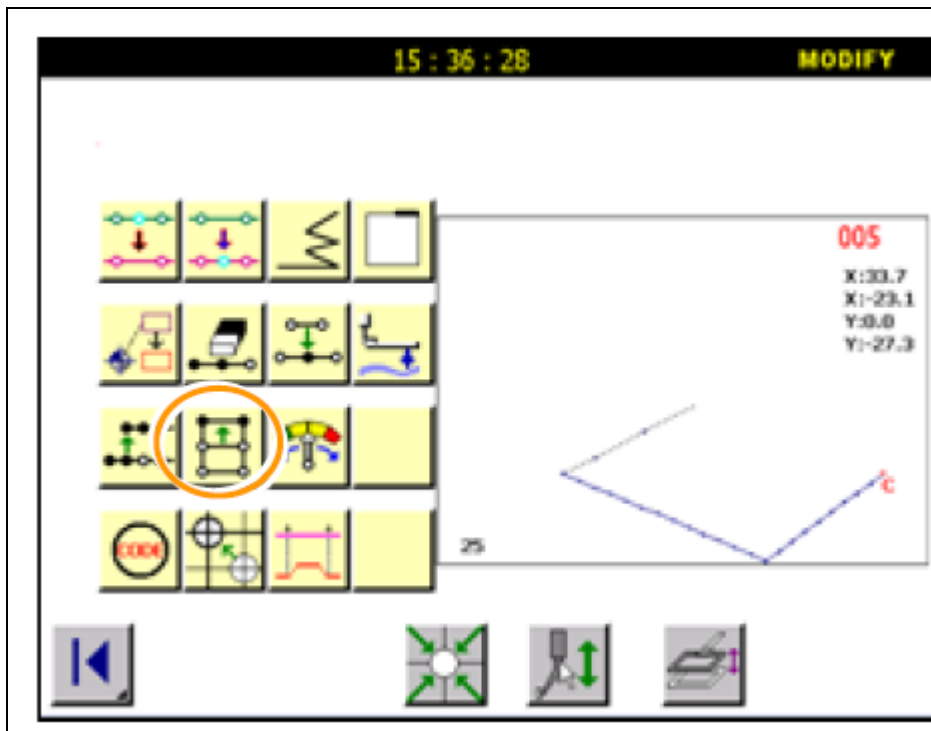 15 : 36 : 28
MODIFY
005
X:33.7
X:-23.1
Y:0.0
Y:-27.3
C
25
CODE